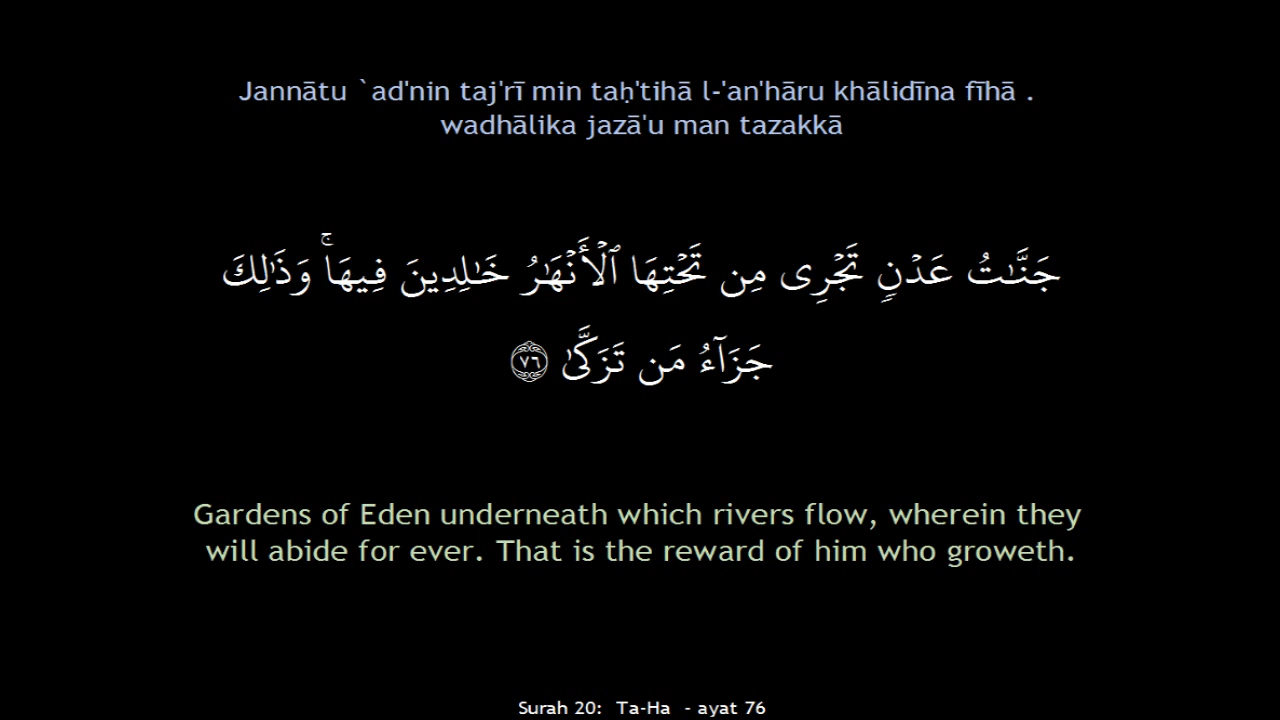 Jannātu `ad'nin taj'rī min taḥ'tihā l-'an'hāru khālidīna fīhā .
wadhālika jazā'u man tazakkā
جَنَّـٰتُ عَدْنٍ تَجْرِى مِن تَحْتِهَا ٱلْأَنْهَـٰرُ خَـٰلِدِينَ فِيهَا ۚ وَذَٰلِكَ
جَزَآءُ مَن تَزَكَّىٰ ٧٦
Gardens of Eden underneath which rivers flow, wherein they
will abide for ever. That is the reward of him who groweth.
Surah 20:  Ta-Ha  - ayat 76